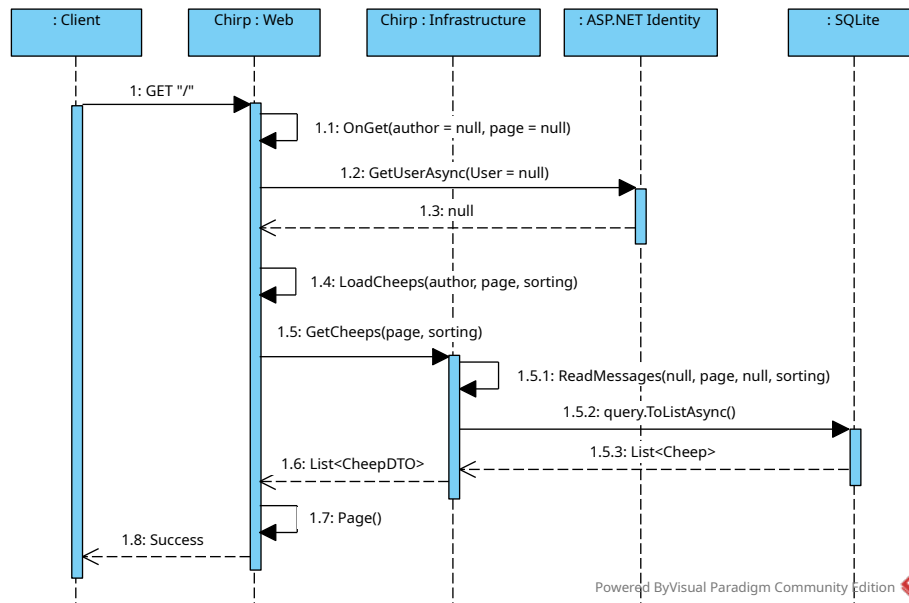 : Client
Chirp : Web
Chirp : Infrastructure
: ASP.NET Identity
: SQLite
1: GET "/"
1.1: OnGet(author = null, page = null)
1.2: GetUserAsync(User = null)
1.3: null
1.4: LoadCheeps(author, page, sorting)
1.5: GetCheeps(page, sorting)
1.5.1: ReadMessages(null, page, null, sorting)
1.5.2: query.ToListAsync()
1.5.3: List<Cheep>
1.6: List<CheepDTO>
1.7: Page()
1.8: Success
Powered ByVisual Paradigm Community Edition